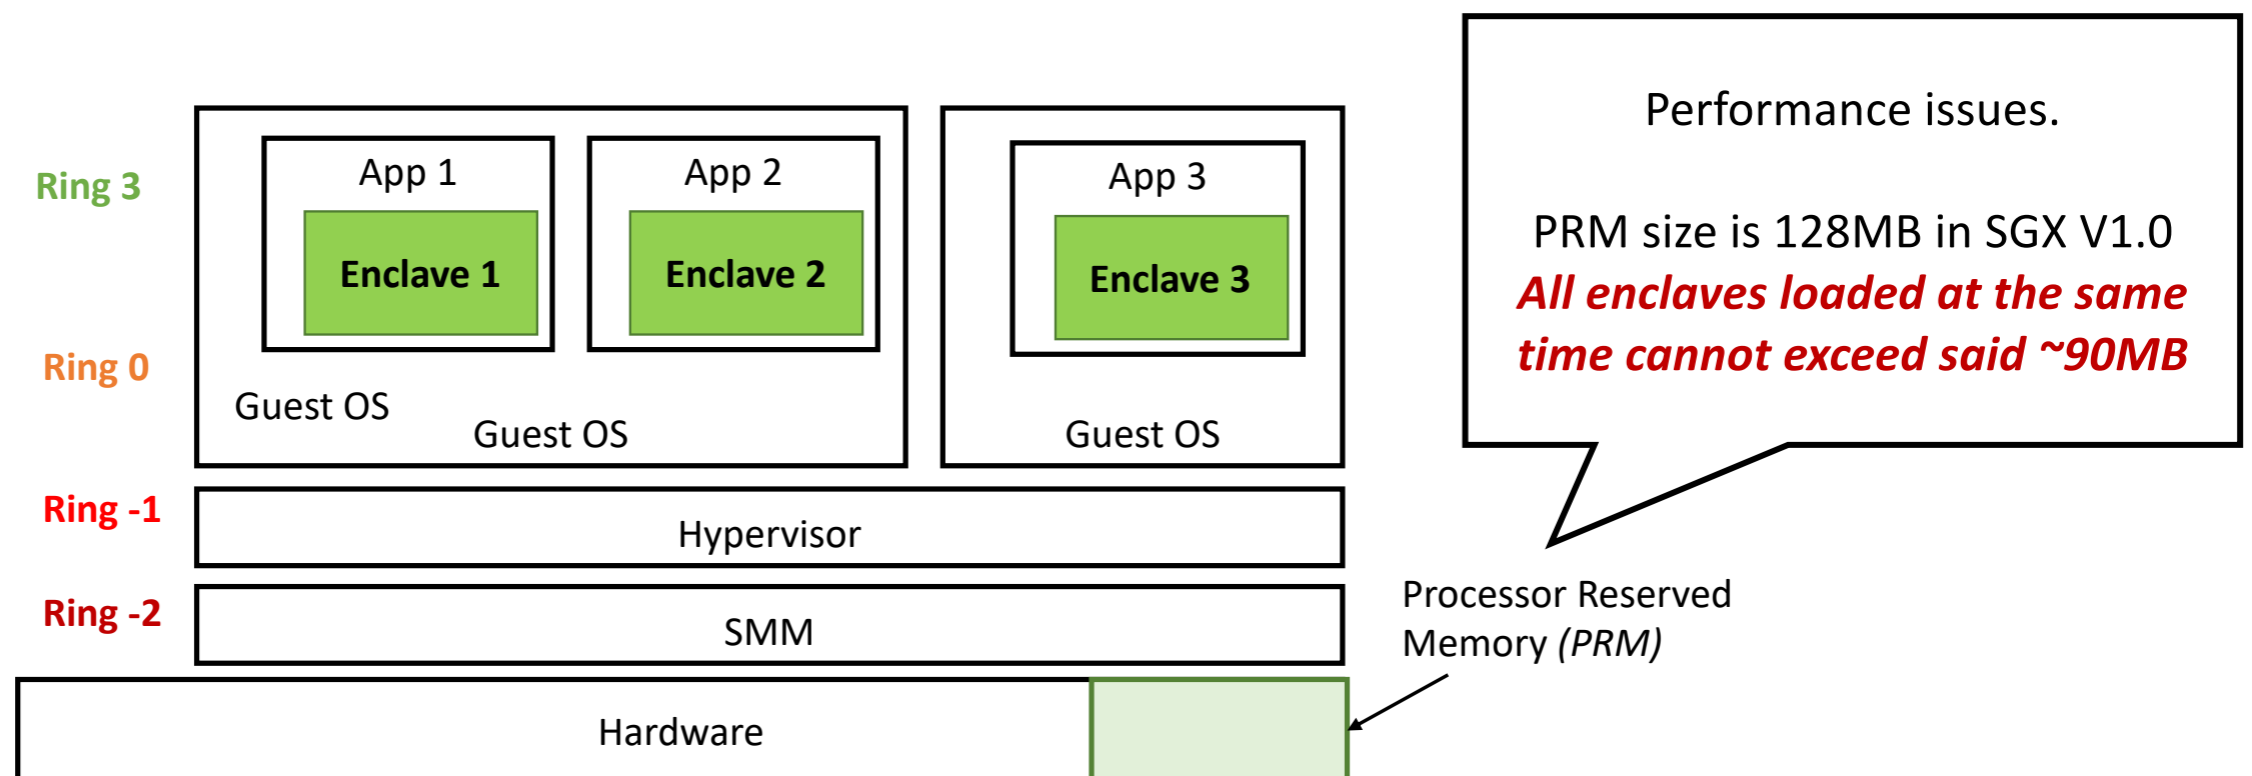 Performance issues.
PRM size is 128MB in SGX V1.0
All enclaves loaded at the same
time cannot exceed said ~90MB
Ring 3
App 1
App 2
App 3
Enclave 1
Enclave 2
Enclave 3
Ring 0
Guest OS
Guest OS
Guest OS
Ring -1
Hypervisor
Ring -2
SMM
Processor Reserved
Memory (PRM)
Hardware